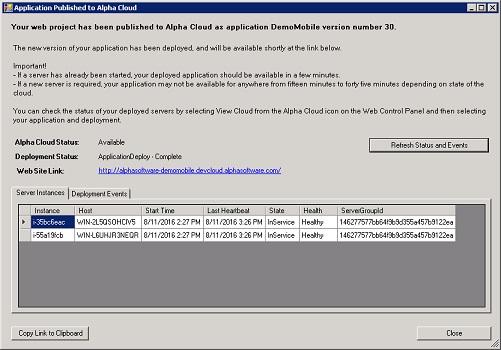 Application Published to Alpha Cloud
Your web project has been published to Alpha Cloud as application DemoMobile version number 30.
The new version of your application has been deployed, and will be available shortly at the link below.
Important!
- If a server has already been started, your deployed application should be available in a few minutes.
- If a new server is required, your application may not be available for anywhere from fifteen minutes to forty five minutes depending on state of the
cloud.
You can check the status of your deployed servers by selecting View Cloud from the Alpha Cloud icon on the Web Control Panel and then selecting
your application and deployment.
Alpha Cloud Status: Available
Refresh Status and Events
Deployment Status: ApplicationDeploy - Complete
Web Site Link: http://alphasoftware-demomobile.devcloud.alphasoftware.com/
Server Instances Deployment Events
Instance Host Start Time Last Heartbeat State Health ServerGroupId
i-35bc6eac WIN-2L5QSOHCIV5 8/11/2016 2:27 PM 8/11/2016 3:26 PM InService Healthy 146277577bb64f9b9d355a457b9122ea
i-55a19fcb WIN-L6UHJR3NEQR 8/11/2016 2:27 PM 8/11/2016 3:26 PM InService Healthy 146277577bb64f9b9d355a457b9122ea
Copy Link to Clipboard Close